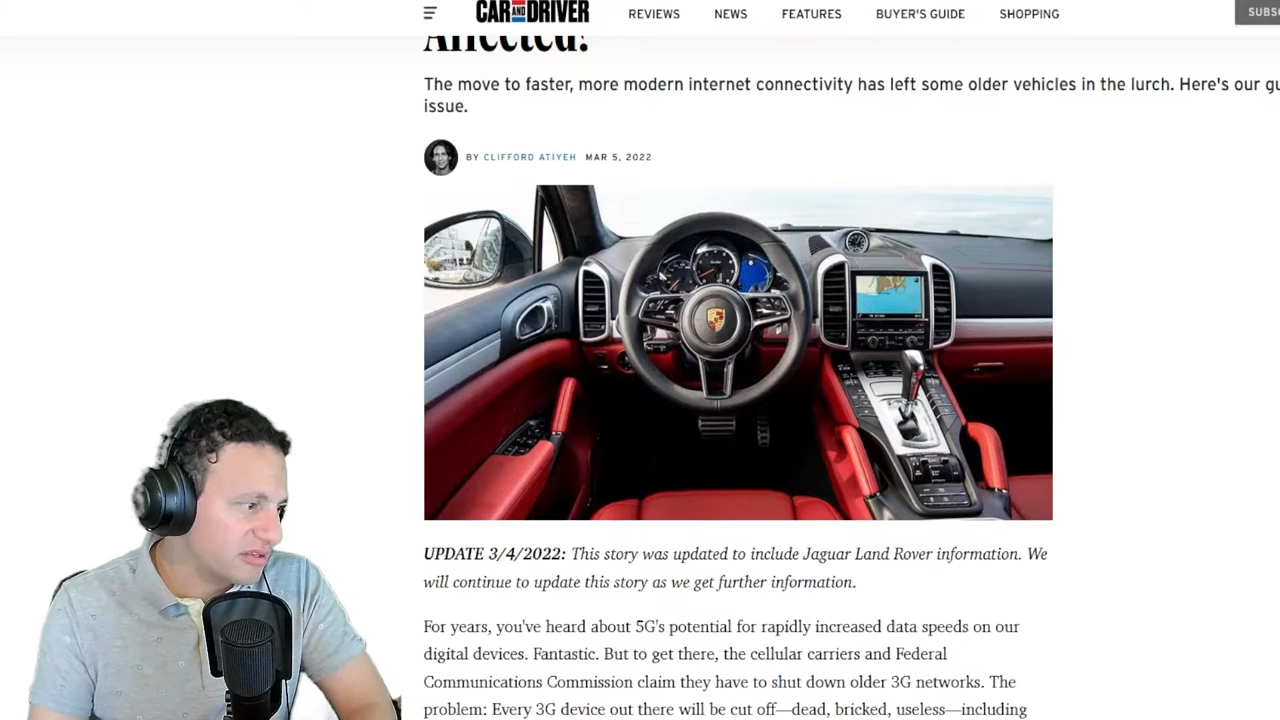 CAR AND DRIVER
REVIEWS NEWS FEATURES BUYER'S GUIDE SHOPPING
Affected?
The move to faster, more modern internet connectivity has left some older vehicles in the lurch. Here's our
issue.
BY CLIFFORD ATIYEH MAR 5, 2022
UPDATE 3/4/2022: This story was updated to include Jaguar Land Rover information. We
will continue to update this story as we get further information.
For years, you've heard about 5G's potential for rapidly increased data speeds on our
digital devices. Fantastic. But to get there, the cellular carriers and Federal
Communications Commission claim they have to shut down older 3G networks. The
problem: Every 3G device out there will be cut off—dead, bricked, useless—including